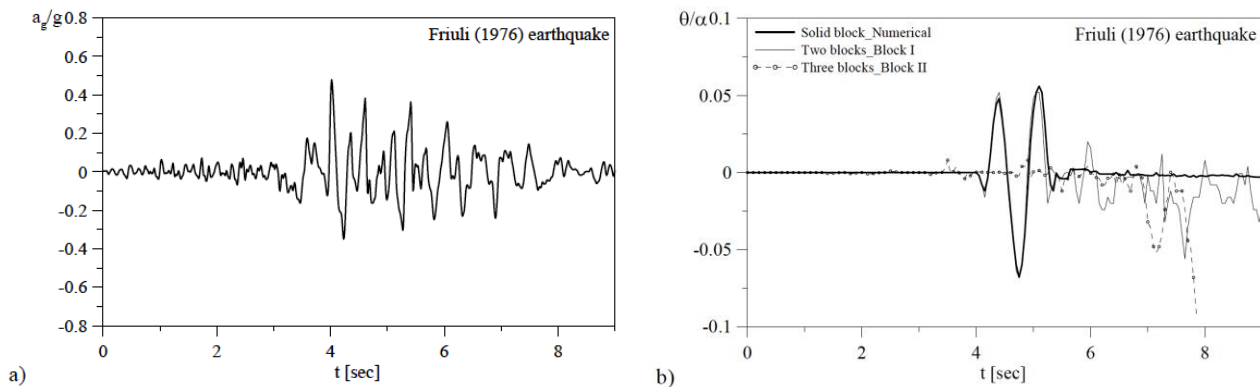 a_g/g
0.8
0.6
0.4
0.2
0
-0.2
-0.4
-0.6
-0.8
Friuli (1976) earthquake
0
2
4
6
8
t [sec]
a)
θ/α
0.1
0.05
0
-0.05
-0.1
Solid block_Numerical
Two blocks_Block I
Three blocks_Block II
Friuli (1976) earthquake
0
2
4
6
8
t [sec]
b)